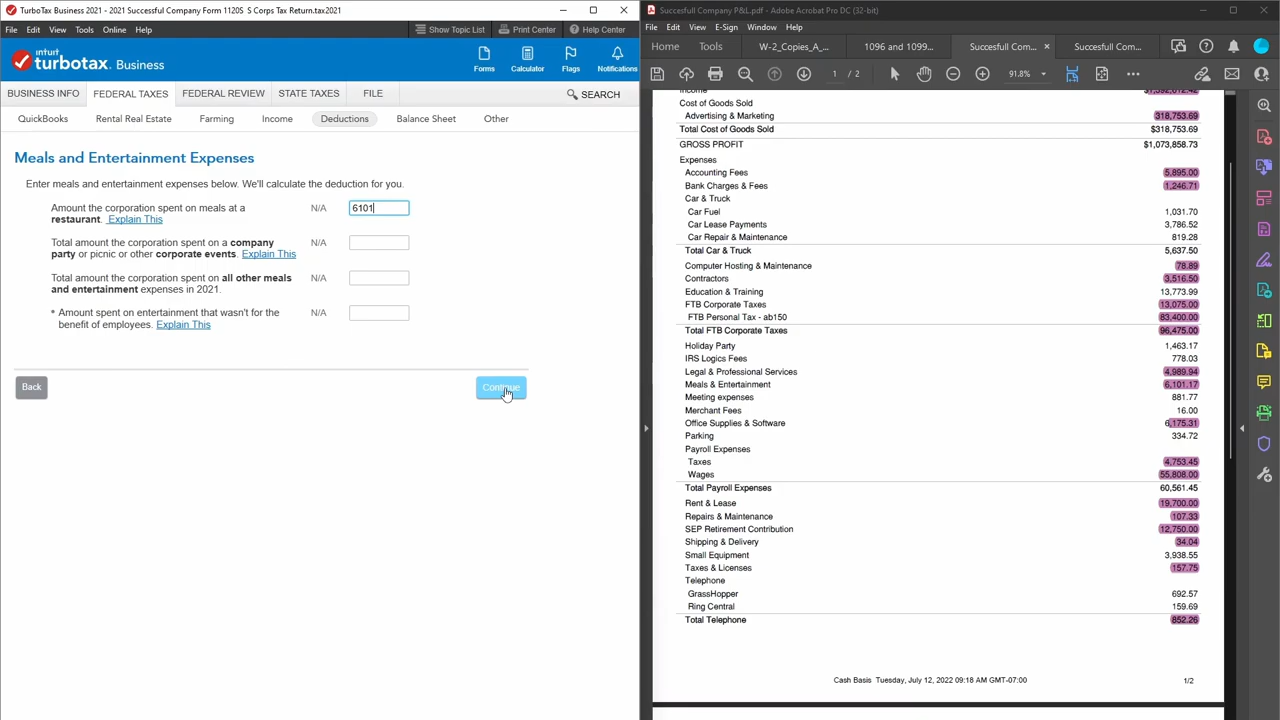 TurboTax Business 2021 - 2021 Successful Company Form 1120S S Corps Tax Return.tax2021
File Edit View Tools Online Help
Show Topic List Print Center Help Center
intuit
turbotax. Business
Forms Calculator Flags Notifications
BUSINESS INFO FEDERAL TAXES FEDERAL REVIEW STATE TAXES FILE SEARCH
QuickBooks Rental Real Estate Farming Income Deductions Balance Sheet Other
Meals and Entertainment Expenses
Enter meals and entertainment expenses below. We'll calculate the deduction for you.
Amount the corporation spent on meals at a N/A 6101
restaurant. Explain This
Total amount the corporation spent on a company N/A
party or picnic or other corporate events. Explain This
Total amount the corporation spent on all other meals N/A
and entertainment expenses in 2021.
* Amount spent on entertainment that wasn't for the N/A
benefit of employees. Explain This
Back Continue
Succesfull Company P&L.pdf - Adobe Acrobat Pro DC (32-bit)
File Edit View E-Sign Window Help
Home Tools W-2_Copies_A_... 1096 and 1099... Succesfull Com... × Succesfull Com...
1 / 2 91.8%
Income $1,392,612.42
Cost of Goods Sold
Advertising & Marketing 318,753.69
Total Cost of Goods Sold $318,753.69
GROSS PROFIT $1,073,858.73
Expenses
Accounting Fees 5,895.00
Bank Charges & Fees 1,246.71
Car & Truck
Car Fuel 1,031.70
Car Lease Payments 3,786.52
Car Repair & Maintenance 819.28
Total Car & Truck 5,637.50
Computer Hosting & Maintenance 78.89
Contractors 3,516.50
Education & Training 13,773.99
FTB Corporate Taxes 13,075.00
FTB Personal Tax - ab150 83,400.00
Total FTB Corporate Taxes 96,475.00
Holiday Party 1,463.17
IRS Logics Fees 778.03
Legal & Professional Services 4,989.94
Meals & Entertainment 6,101.17
Meeting expenses 881.77
Merchant Fees 16.00
Office Supplies & Software 6,175.31
Parking 334.72
Payroll Expenses
Taxes 4,753.45
Wages 55,808.00
Total Payroll Expenses 60,561.45
Rent & Lease 19,700.00
Repairs & Maintenance 107.33
SEP Retirement Contribution 12,750.00
Shipping & Delivery 34.04
Small Equipment 3,938.55
Taxes & Licenses 157.75
Telephone
GrassHopper 692.57
Ring Central 159.69
Total Telephone 852.26
Cash Basis Tuesday, July 12, 2022 09:18 AM GMT-07:00 1/2